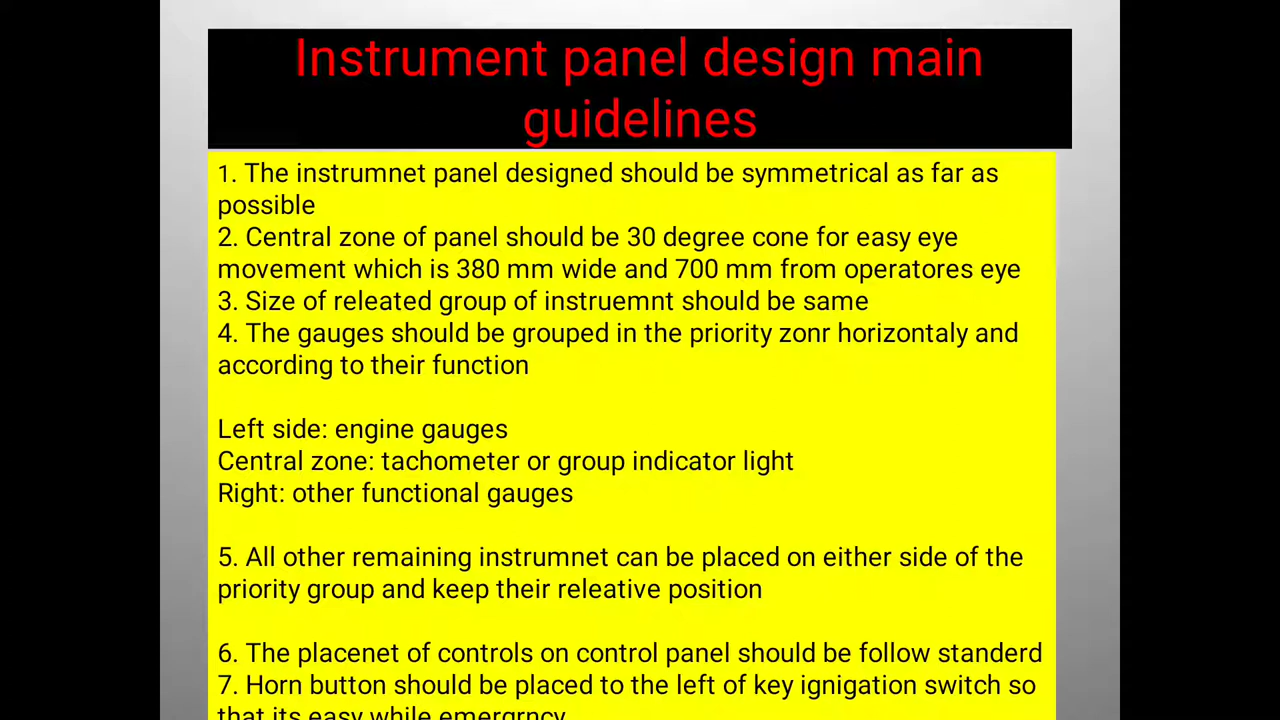 Instrument panel design main
guidelines
1. The instrumnet panel designed should be symmetrical as far as
possible
2. Central zone of panel should be 30 degree cone for easy eye
movement which is 380 mm wide and 700 mm from operatores eye
3. Size of releated group of instruemnt should be same
4. The gauges should be grouped in the priority zonr horizontaly and
according to their function
Left side: engine gauges
Central zone: tachometer or group indicator light
Right: other functional gauges
5. All other remaining instrumnet can be placed on either side of the
priority group and keep their releative position
6. The placenet of controls on control panel should be follow standerd
7. Horn button should be placed to the left of key ignigation switch so
that its easy while emergrncy